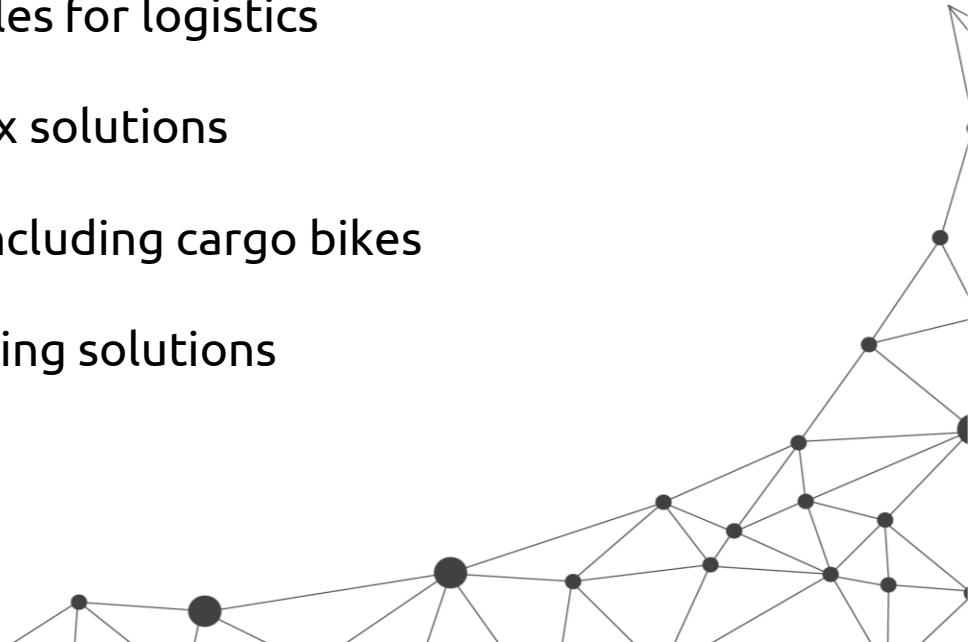 les for logistics
x solutions
ncluding cargo bikes
ing solutions